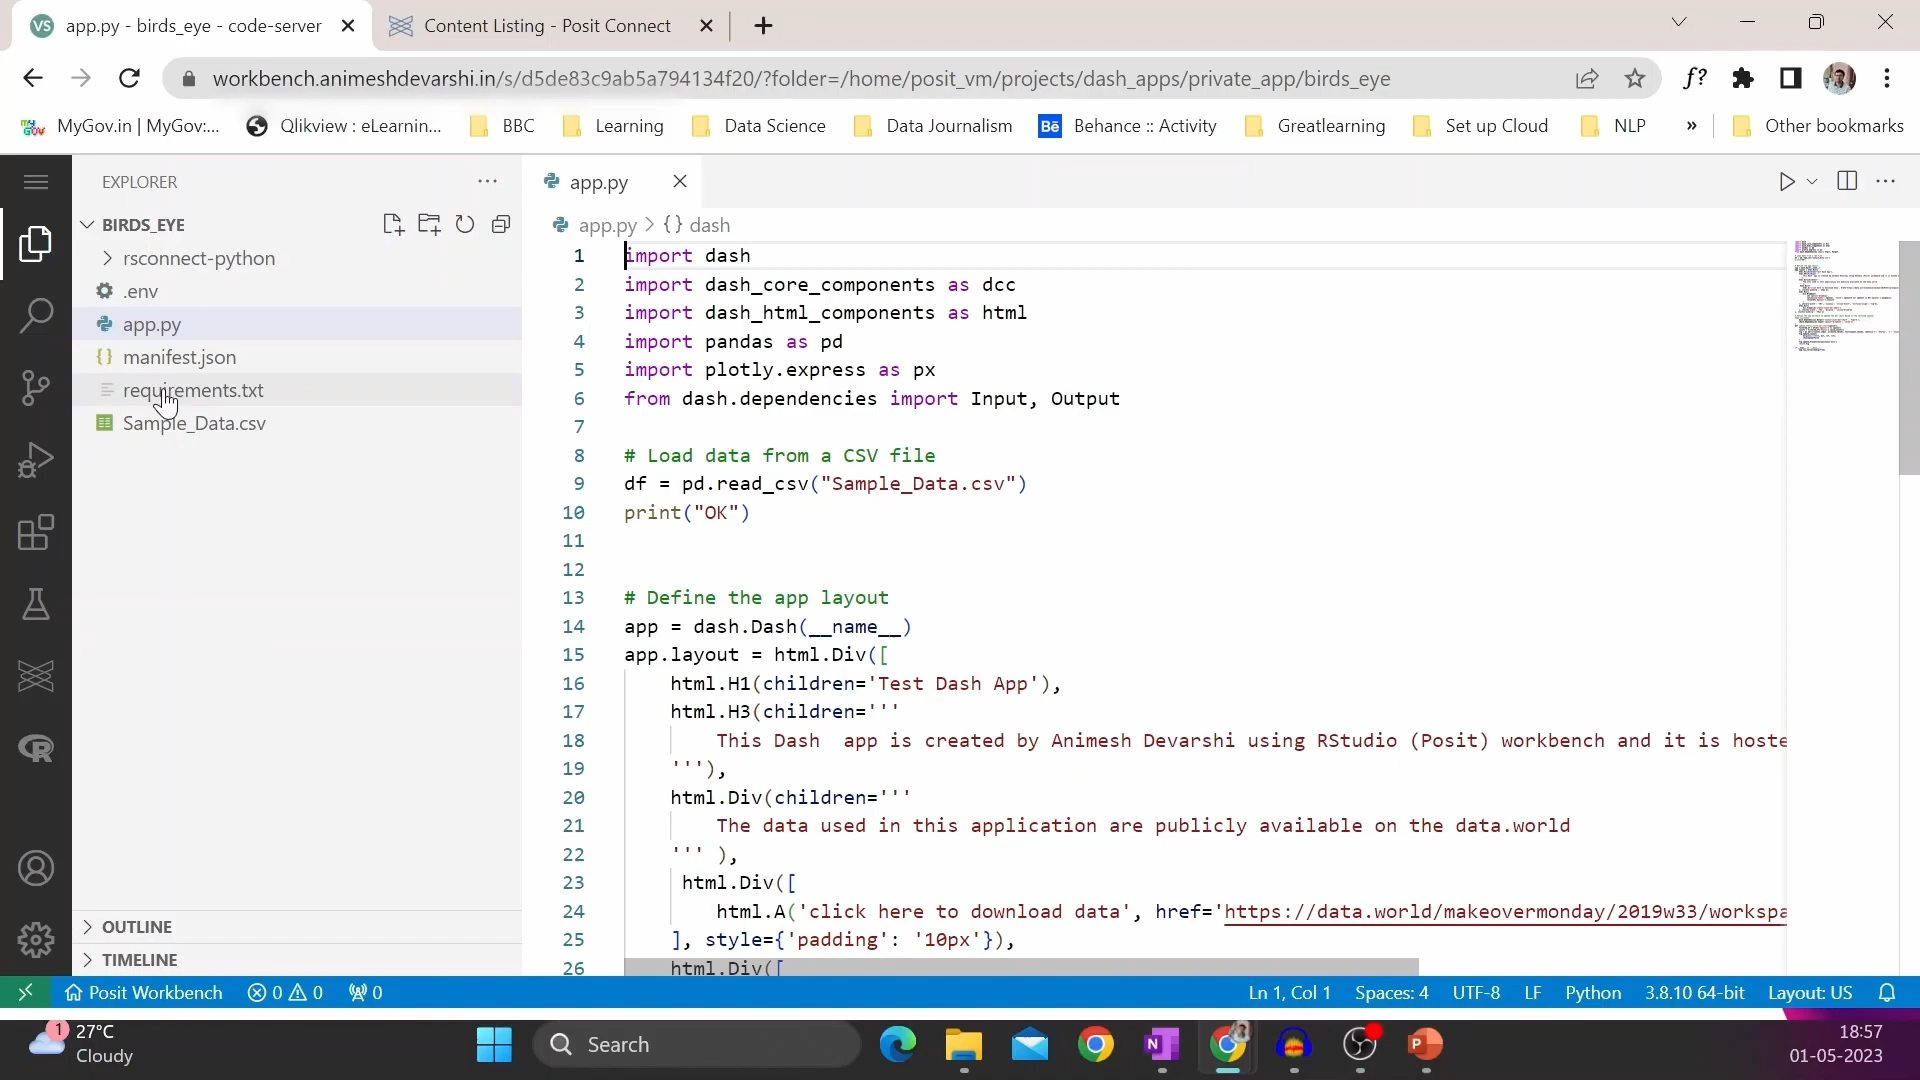 app.py - birds_eye - code-server
Content Listing - Posit Connect
workbench.animeshdevarshi.in/s/d5de83c9ab5a794134f20/?folder=/home/posit_vm/projects/dash_apps/private_app/birds_eye
MyGov.in | MyGov:...
Qlikview : eLearnin...
BBC
Learning
Data Science
Data Journalism
Bē Behance :: Activity
Greatlearning
Set up Cloud
NLP
»
Other bookmarks
EXPLORER
BIRDS_EYE
rsconnect-python
.env
app.py
manifest.json
requirements.txt
Sample_Data.csv
OUTLINE
TIMELINE
app.py
app.py > {} dash
1 import dash
2 import dash_core_components as dcc
3 import dash_html_components as html
4 import pandas as pd
5 import plotly.express as px
6 from dash.dependencies import Input, Output
7
8 # Load data from a CSV file
9 df = pd.read_csv("Sample_Data.csv")
10 print("OK")
11
12
13 # Define the app layout
14 app = dash.Dash(__name__)
15 app.layout = html.Div([
16 html.H1(children='Test Dash App'),
17 html.H3(children='''
18 This Dash  app is created by Animesh Devarshi using RStudio (Posit) workbench and it is hoste
19 '''),
20 html.Div(children='''
21 The data used in this application are publicly available on the data.world
22 ''' ),
23 html.Div([
24 html.A('click here to download data', href='https://data.world/makeovermonday/2019w33/workspa
25 ], style={'padding': '10px'}),
26 html.Div([
Posit Workbench
0
0
0
Ln 1, Col 1
Spaces: 4
UTF-8
LF
Python
3.8.10 64-bit
Layout: US
1
27°C
Cloudy
Search
18:57
01-05-2023